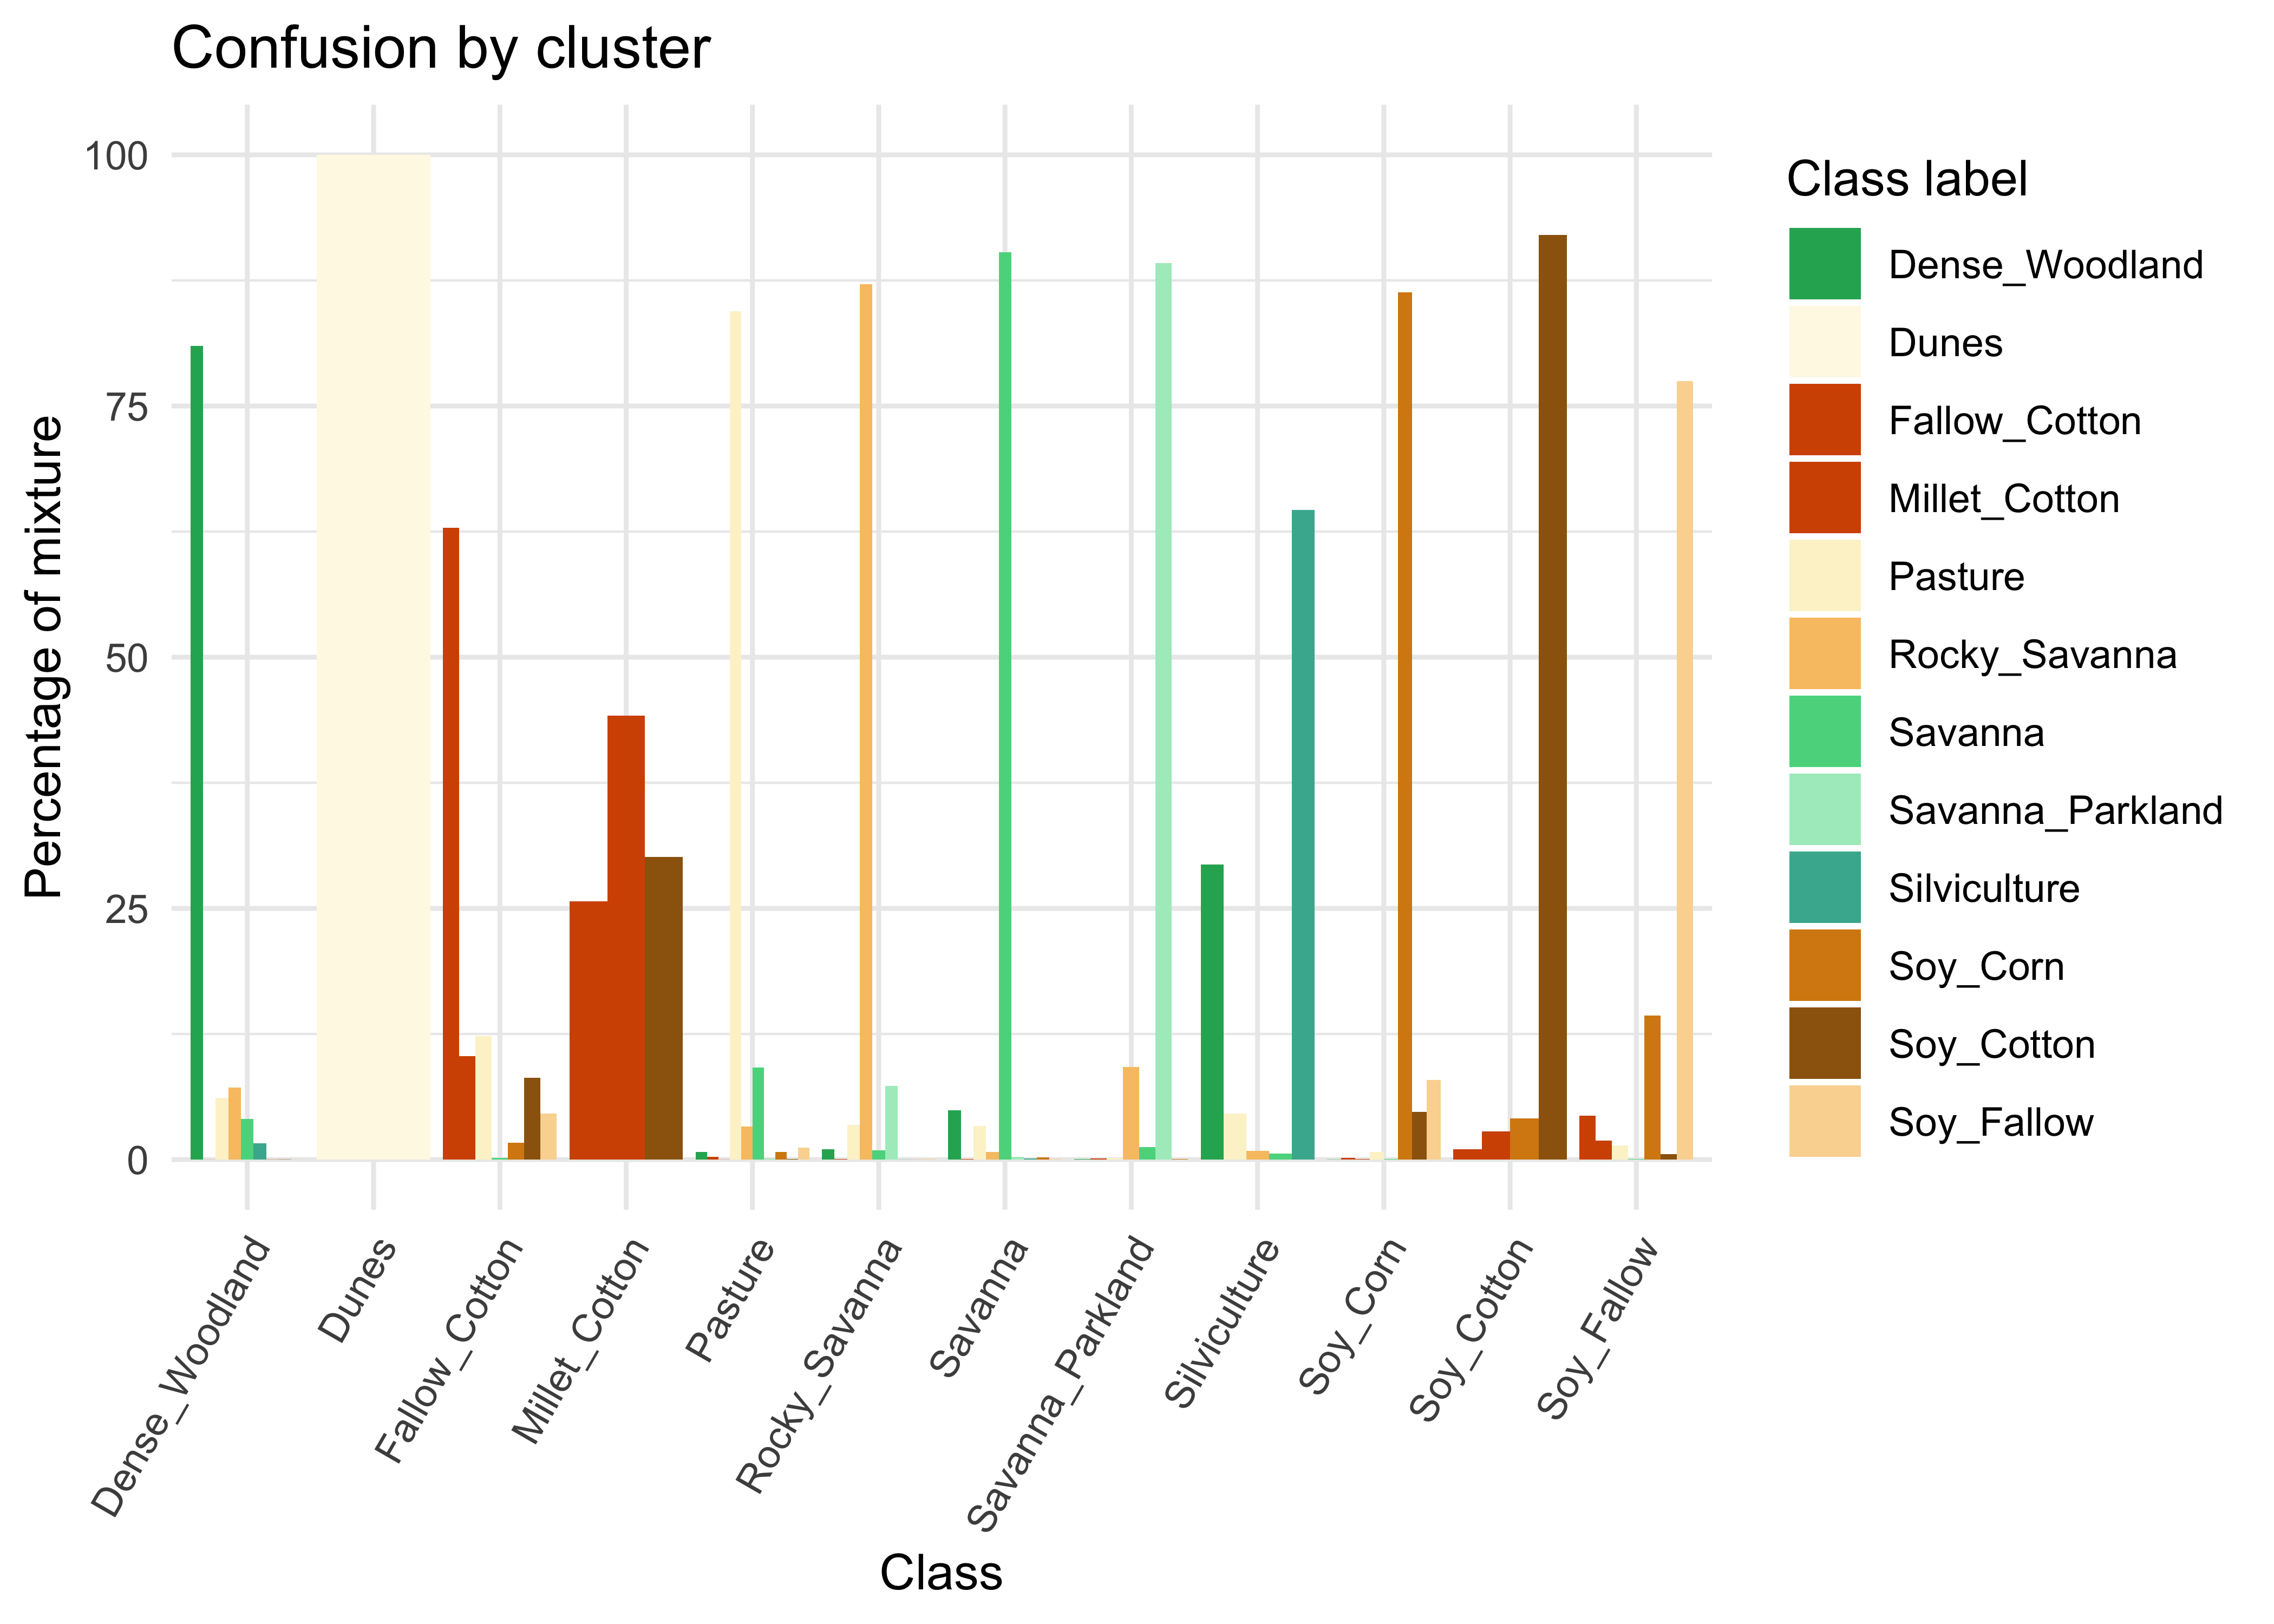 Confusion by cluster
Percentage of mixture
100
75
50
25
0
Dense_Woodland
Dunes
Fallow_Cotton
Millet_Cotton
Pasture
Rocky_Savanna
Savanna
Savanna_Parkland
Silviculture
Soy_Corn
Soy_Cotton
Soy_Fallow
Class
Class label
Dense_Woodland
Dunes
Fallow_Cotton
Millet_Cotton
Pasture
Rocky_Savanna
Savanna
Savanna_Parkland
Silviculture
Soy_Corn
Soy_Cotton
Soy_Fallow